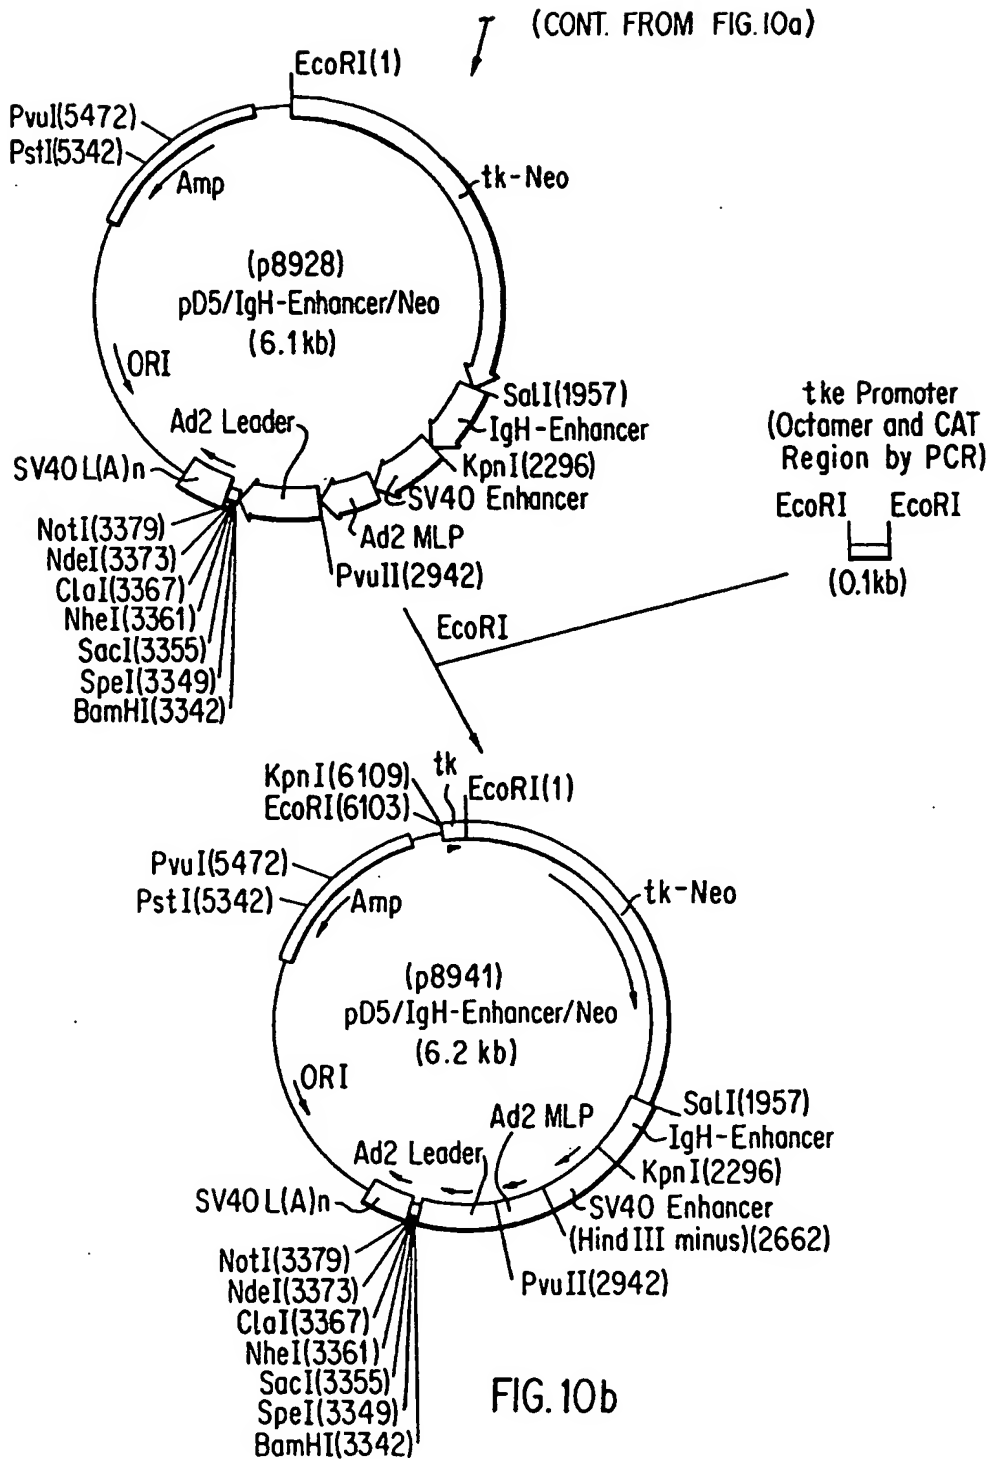 (CONT. FROM FIG.10a)
EcoRI(1)
PvuI(5472)
PstI(5342)
Amp
tk-Neo
(p8928)
pD5/IgH-Enhancer/Neo
(6.1kb)
ORI
SalI(1957)
IgH-Enhancer
KpnI(2296)
SV40 Enhancer
Ad2 MLP
PvuII(2942)
Ad2 Leader
SV40 L(A)n
NotI(3379)
NdeI(3373)
ClaI(3367)
NheI(3361)
SacI(3355)
SpeI(3349)
BamHI(3342)
tke Promoter
(Octamer and CAT
Region by PCR)
EcoRI EcoRI
(0.1kb)
EcoRI
tk
KpnI(6109)
EcoRI(6103)
EcoRI(1)
PvuI(5472)
PstI(5342)
Amp
tk-Neo
(p8941)
pD5/IgH-Enhancer/Neo
(6.2 kb)
ORI
SalI(1957)
IgH-Enhancer
KpnI(2296)
SV40 Enhancer
(Hind III minus)(2662)
PvuII(2942)
Ad2 MLP
Ad2 Leader
SV40 L(A)n
NotI(3379)
NdeI(3373)
ClaI(3367)
NheI(3361)
SacI(3355)
SpeI(3349)
BamHI(3342)
FIG. 10b